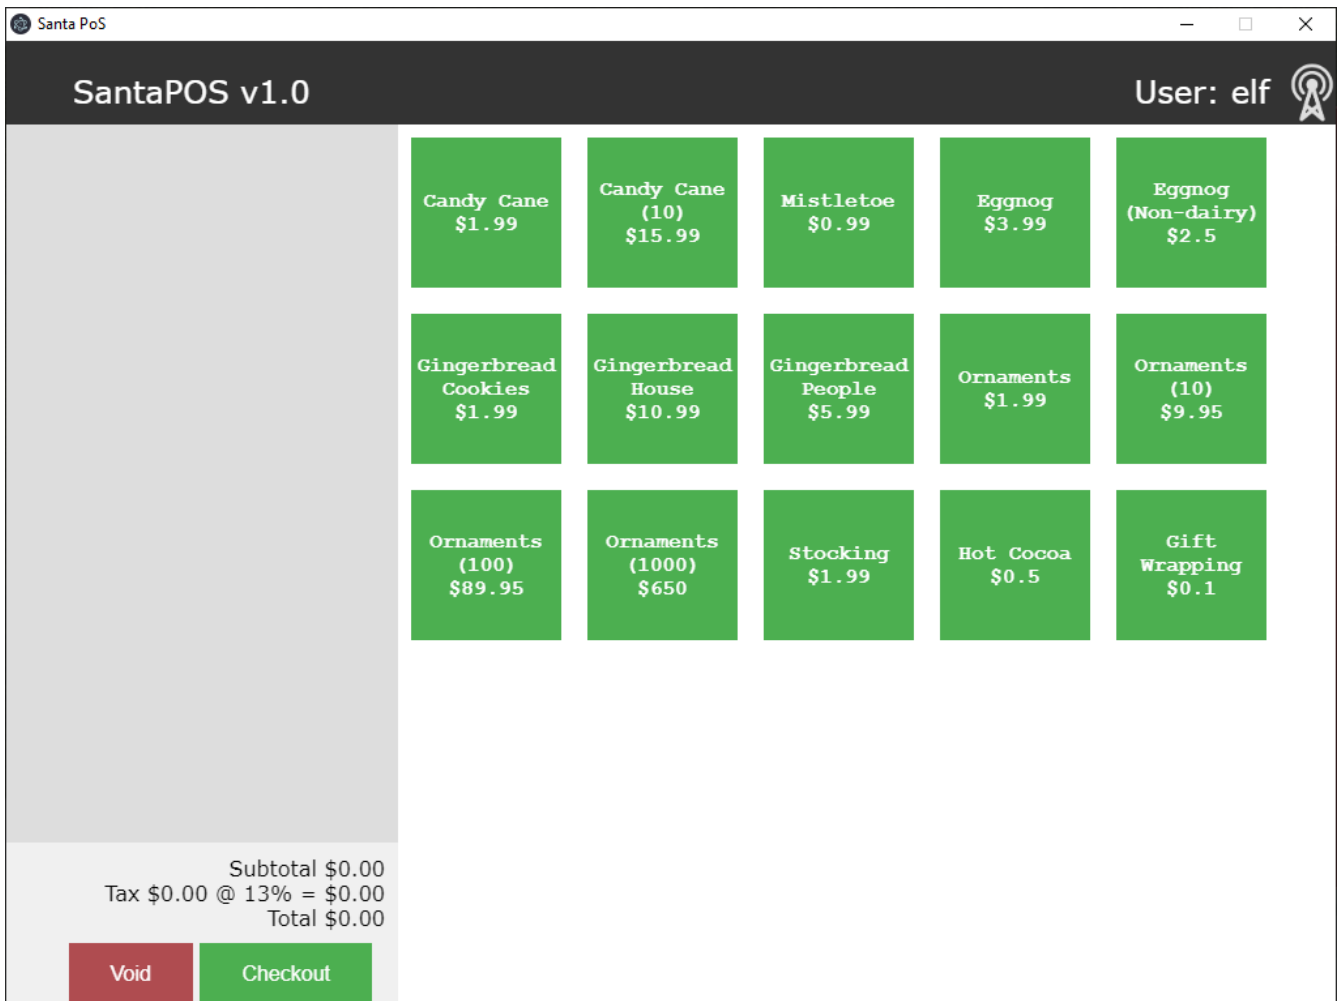 Santa PoS
SantaPOS v1.0
User: elf
Candy Cane
$1.99
Candy Cane
(10)
$15.99
Mistletoe
$0.99
Eggnog
$3.99
Eggnog
(Non-dairy)
$2.5
Gingerbread
Cookies
$1.99
Gingerbread
House
$10.99
Gingerbread
People
$5.99
Ornaments
$1.99
Ornaments
(10)
$9.95
Ornaments
(100)
$89.95
Ornaments
(1000)
$650
Stocking
$1.99
Hot Cocoa
$0.5
Gift
Wrapping
$0.1
Subtotal $0.00
Tax $0.00 @ 13% = $0.00
Total $0.00
Void
Checkout